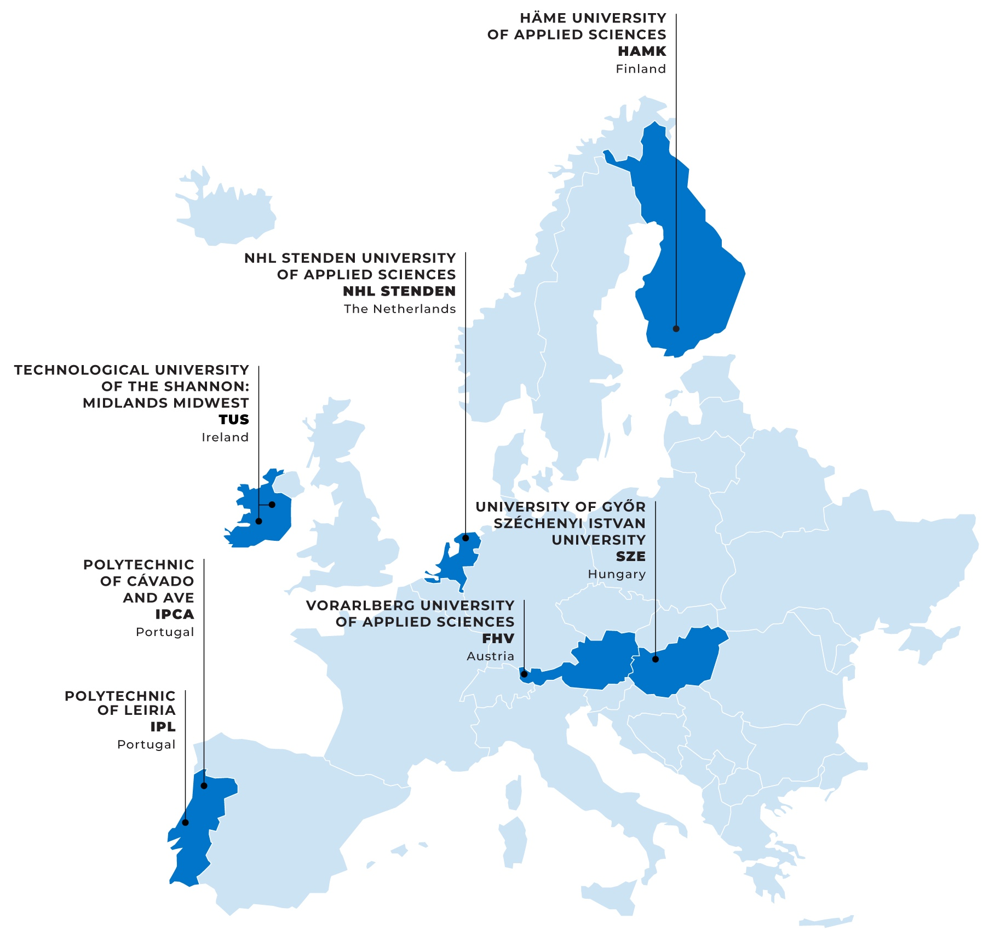 HÄME UNIVERSITY
OF APPLIED SCIENCES
HAMK
Finland
NHL STENDEN UNIVERSITY
OF APPLIED SCIENCES
NHL STENDEN
The Netherlands
TECHNOLOGICAL UNIVERSITY
OF THE SHANNON:
MIDLANDS MIDWEST
TUS
Ireland
UNIVERSITY OF GYŐR
SZÉCHENYI ISTVAN
UNIVERSITY
SZE
Hungary
POLYTECHNIC
OF CÁVADO
AND AVE
IPCA
Portugal
VORARLBERG UNIVERSITY
OF APPLIED SCIENCES
FHV
Austria
POLYTECHNIC
OF LEIRIA
IPL
Portugal